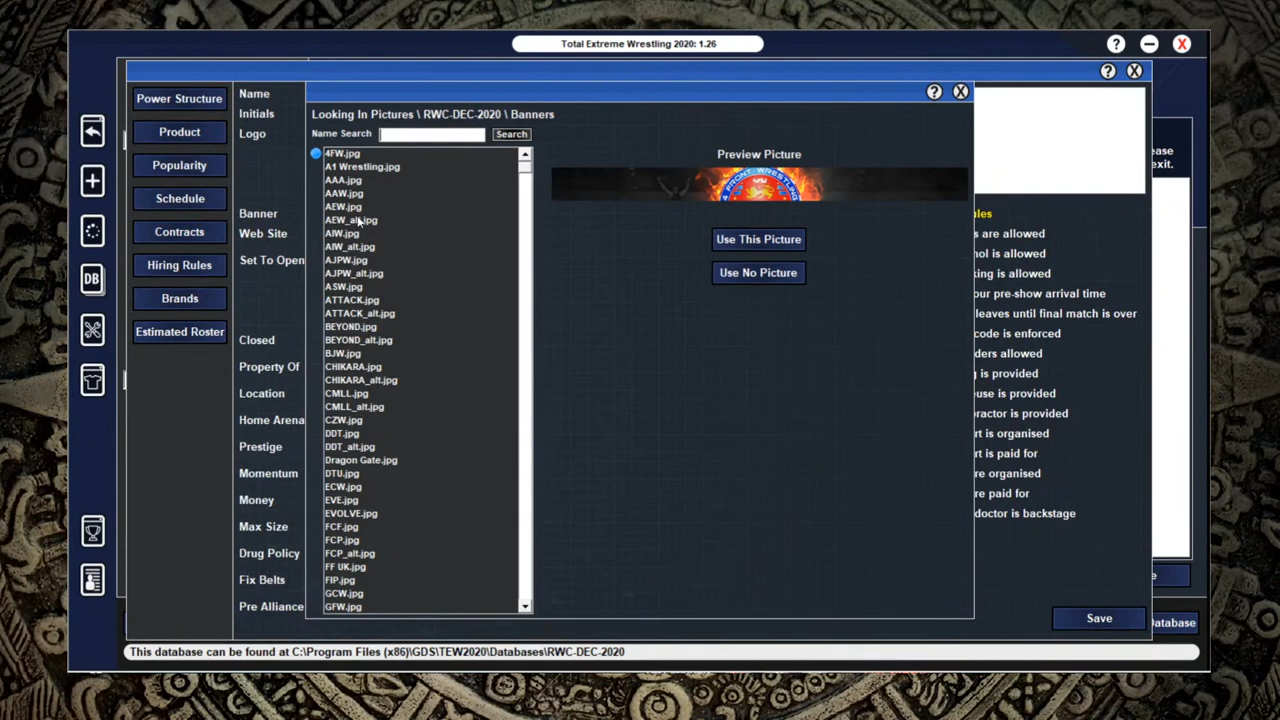 Total Extreme Wrestling 2020: 1.26
? X
? X
Power Structure
Product
Popularity
Schedule
Contracts
Hiring Rules
Brands
Estimated Roster
DB
Name
Initials
Logo
Banner
Web Site
Set To Open
Closed
Property Of
Location
Home Arena
Prestige
Momentum
Money
Max Size
Drug Policy
Fix Belts
Pre Alliance
? X
Looking In Pictures \ RWC-DEC-2020 \ Banners
Name Search Search
4FW.jpg
A1 Wrestling.jpg
AAA.jpg
AAW.jpg
AEW.jpg
AEW_alt.jpg
AIW.jpg
AIW_alt.jpg
AJPW.jpg
AJPW_alt.jpg
ASW.jpg
ATTACK.jpg
ATTACK_alt.jpg
BEYOND.jpg
BEYOND_alt.jpg
BJW.jpg
CHIKARA.jpg
CHIKARA_alt.jpg
CMLL.jpg
CMLL_alt.jpg
CZW.jpg
DDT.jpg
DDT_alt.jpg
Dragon Gate.jpg
DTU.jpg
ECW.jpg
EVE.jpg
EVOLVE.jpg
FCF.jpg
FCP.jpg
FCP_alt.jpg
FF UK.jpg
FIP.jpg
GCW.jpg
GFW.jpg
Preview Picture
4 FRONT WRESTLING
Use This Picture
Use No Picture
ease
exit.
ules
s are allowed
hol is allowed
king is allowed
our pre-show arrival time
leaves until final match is over
code is enforced
ders allowed
g is provided
euse is provided
practor is provided
rt is organised
rt is paid for
re organised
re paid for
doctor is backstage
e
Save
Database
This database can be found at C:\Program Files (x86)\GDS\TEW2020\Databases\RWC-DEC-2020